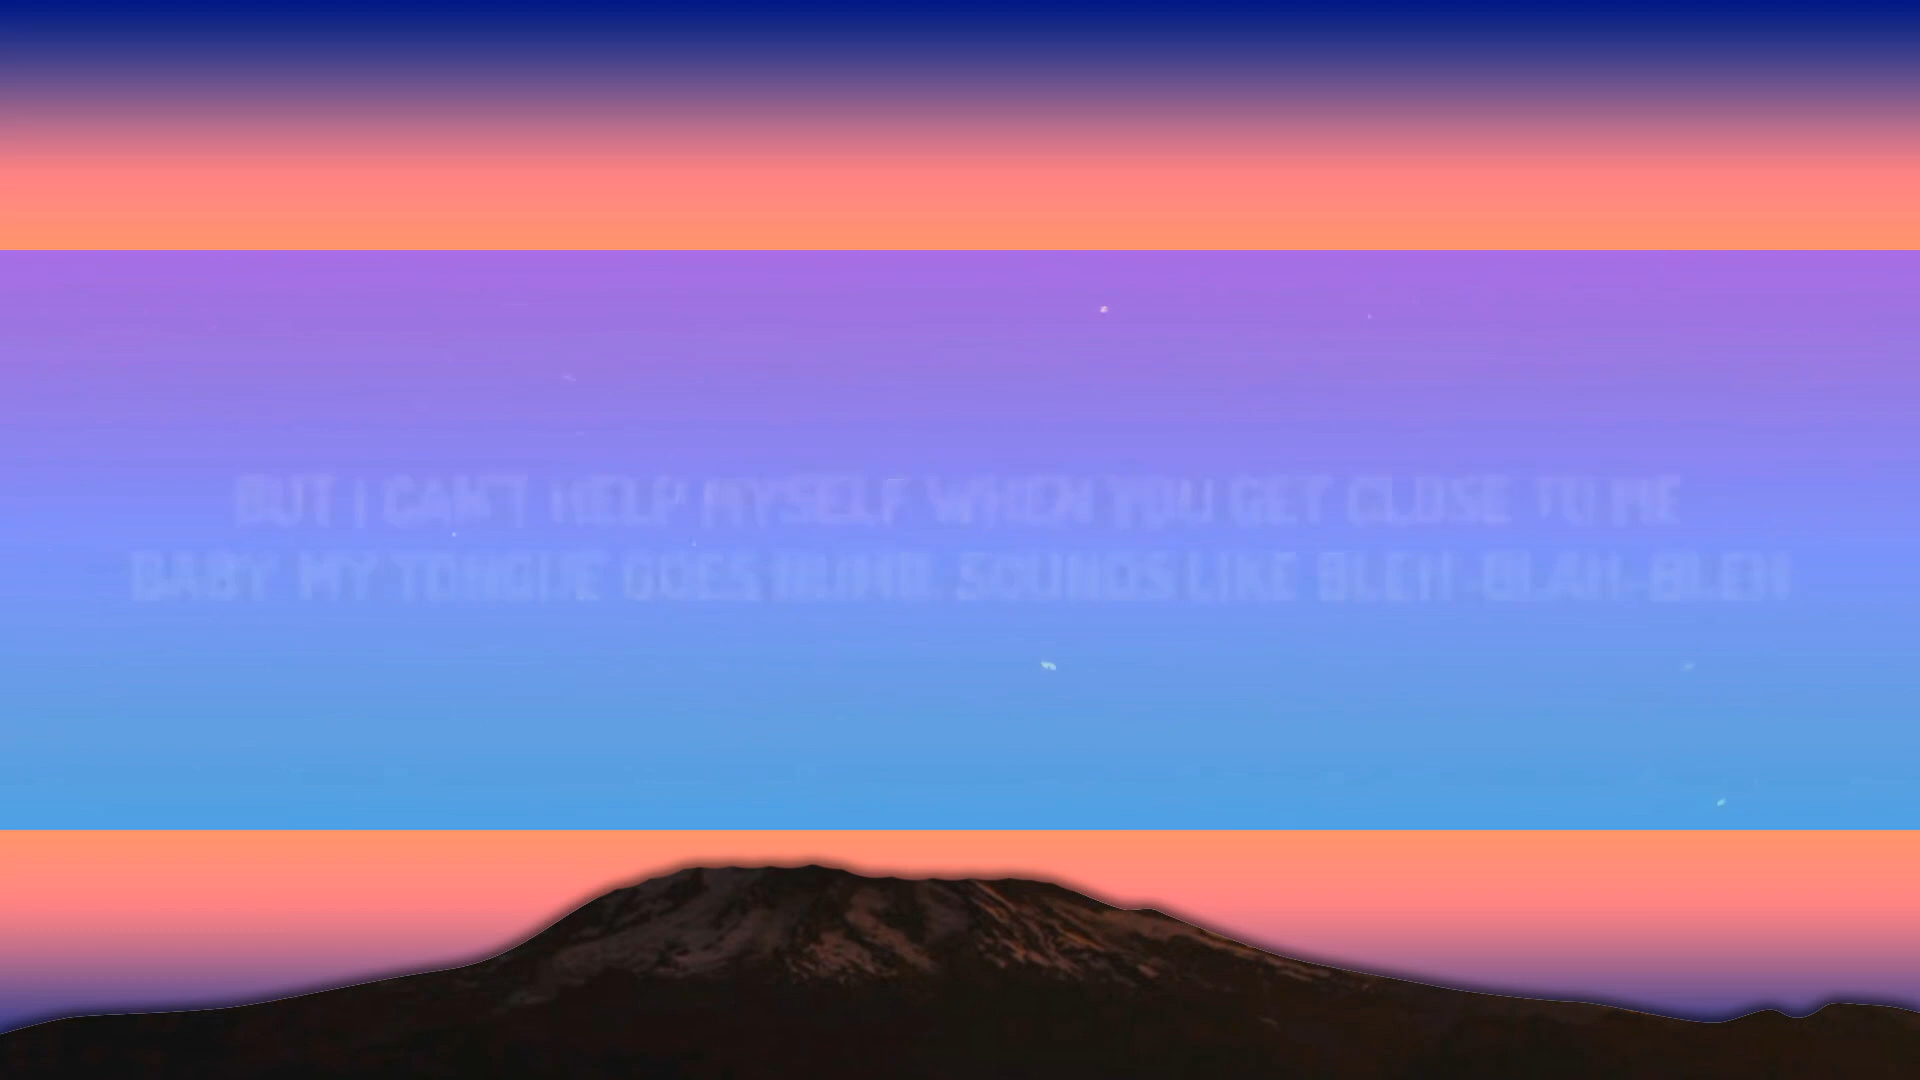 BUT I CAN'T HELP MYSELF WHEN YOU GET CLOSE TO ME
BABY MY TONGUE GOES NUMB SOUNDS LIKE BLEH-BLAH-BLEH